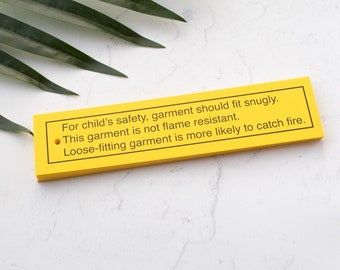 For child's safety, garment should fit snugly.
This garment is not flame resistant.
Loose-fitting garment is more likely to catch fire.